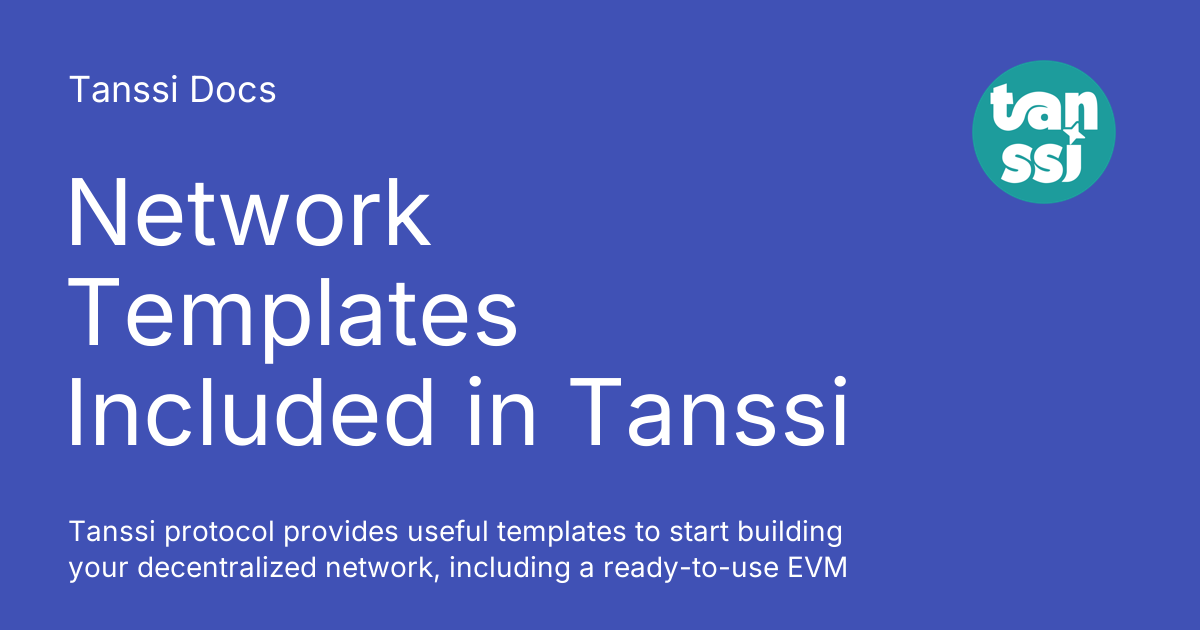 Tanssi Docs
tan
ssi
Network
Templates
Included in Tanssi
Tanssi protocol provides useful templates to start building
your decentralized network, including a ready-to-use EVM